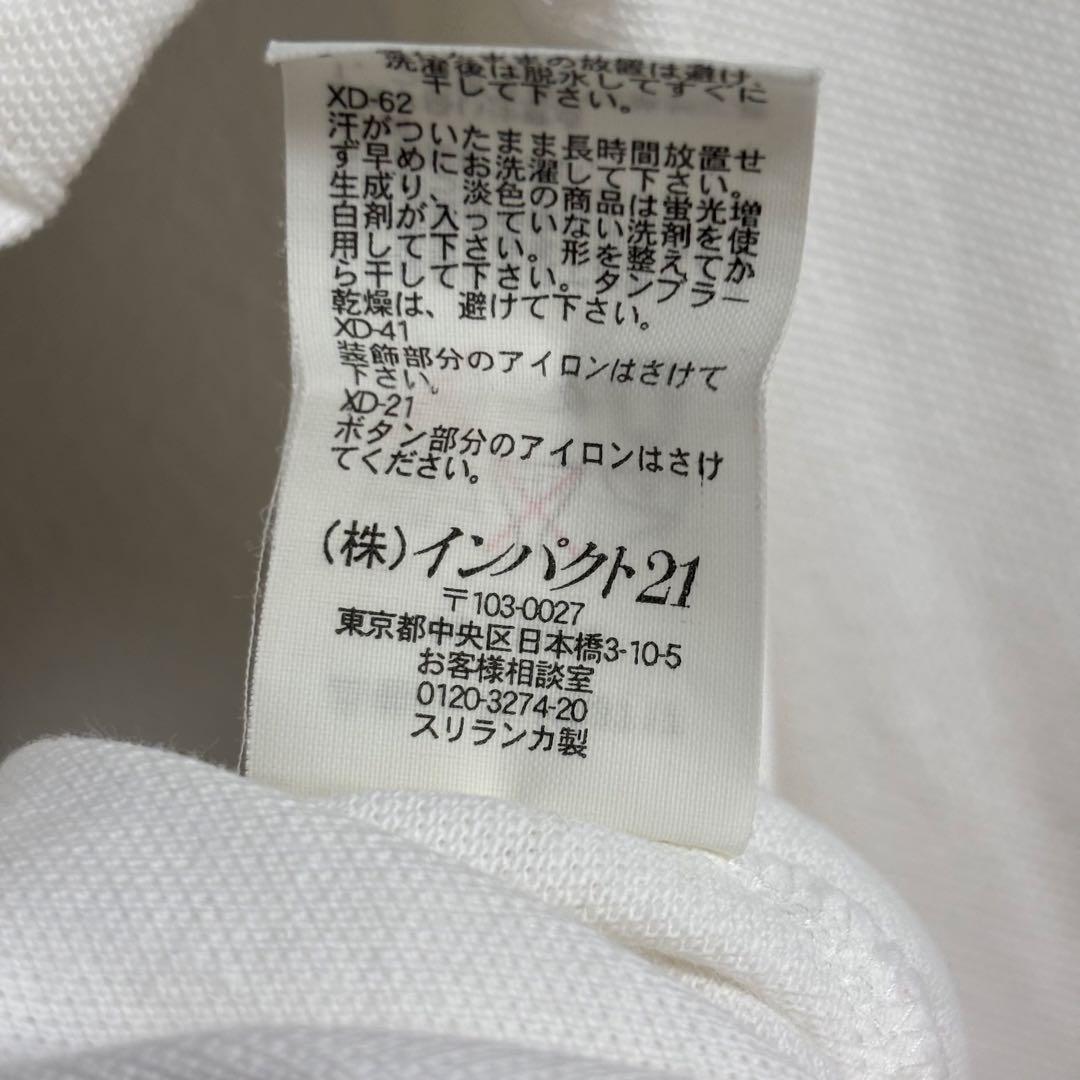 の放置は避け、
洗濯後は脱水してすぐに
干して下さい。
XD-62
汗がついたまま長時間放置せ
ず早めにお洗濯して下さい。
生成り、淡色の商品は蛍光増
白剤が入っていない洗剤を使
用して下さい。形を整えてか
ら干して下さい。タンブラー
乾燥は、避けて下さい。
XD-41
装飾部分のアイロンはさけて
下さい。
XD-21
ボタン部分のアイロンはさけ
てください。
(株)インパクト21
〒103-0027
東京都中央区日本橋3-10-5
お客様相談室
0120-3274-20
スリランカ製